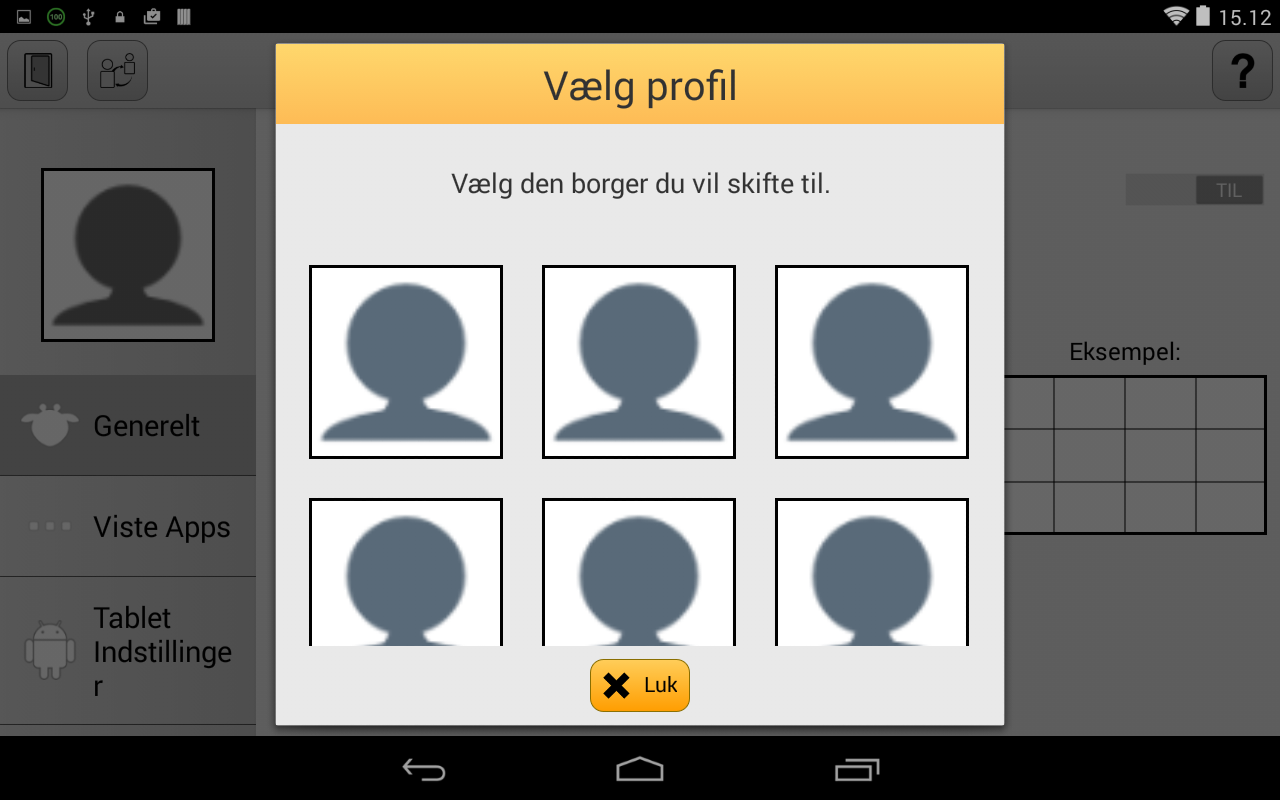 100
15.12
Vælg profil
?
Vælg den borger du vil skifte til.
TIL
Eksempel:
Generelt
Viste Apps
Tablet
Indstillinge
r
Luk